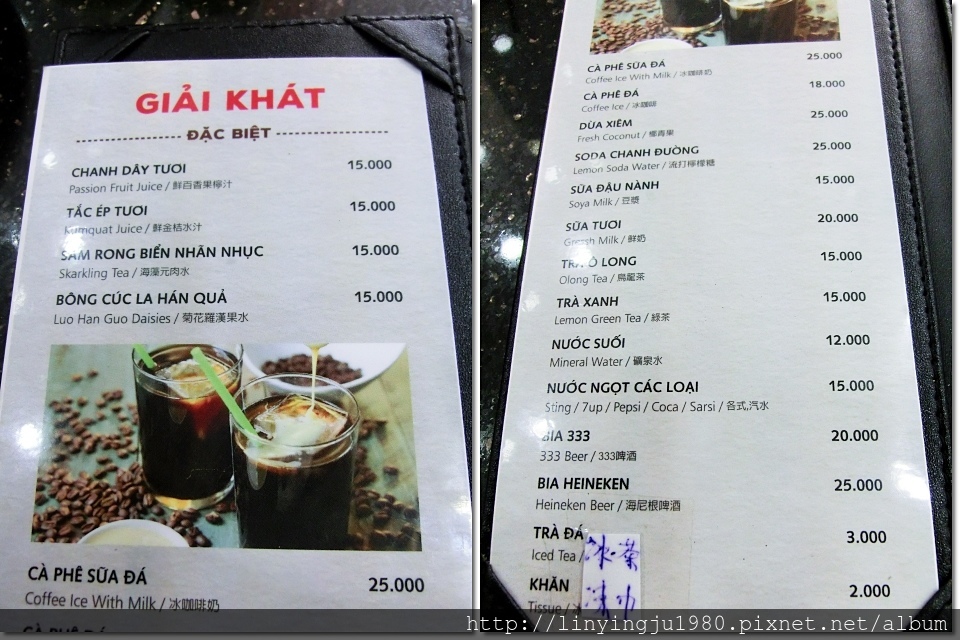 GIẢI KHÁT
ĐẶC BIỆT
CHANH DÂY TƯƠI 15.000
Passion Fruit Juice / 鮮百香果檸汁
TẮC ÉP TƯƠI 15.000
Kumquat Juice / 鮮金桔水汁
SÂM RONG BIỂN NHÃN NHỤC 15.000
Skarkling Tea / 海藻元肉水
BÔNG CÚC LA HÁN QUẢ 15.000
Luo Han Guo Daisies / 菊花羅漢果水
CÀ PHÊ SỮA ĐÁ 25.000
Coffee Ice With Milk / 冰咖啡奶
CÀ PHÊ ĐÁ
CÀ PHÊ SỮA ĐÁ 25.000
Coffee Ice With Milk / 冰咖啡奶
CÀ PHÊ ĐÁ 18.000
Coffee Ice / 冰咖啡
DỪA XIÊM 25.000
Fresh Coconut / 椰青果
SODA CHANH ĐƯỜNG 25.000
Lemon Soda Water / 流打檸檬糖
SỮA ĐẬU NÀNH 15.000
Soya Milk / 豆漿
SỮA TƯƠI 20.000
Milk / 鮮奶
TRÀ Ô LONG 15.000
Olong Tea / 烏龍茶
TRÀ XANH 15.000
Lemon Green Tea / 綠茶
NƯỚC SUỐI 12.000
Mineral Water / 礦泉水
NƯỚC NGỌT CÁC LOẠI 15.000
Sting / 7up / Pepsi / Coca / Sarsi / 各式,汽水
BIA 333 20.000
333 Beer / 333啤酒
BIA HEINEKEN 25.000
Heineken Beer / 海尼根啤酒
TRÀ ĐÁ 3.000
Iced Tea / 冰茶
KHĂN 2.000
Tissue / 冰巾
http://linyingju1980.pixnet.net/album